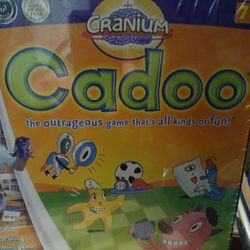 CRANIUM
Cadoo
the outrageous game that's all kinds of fun!